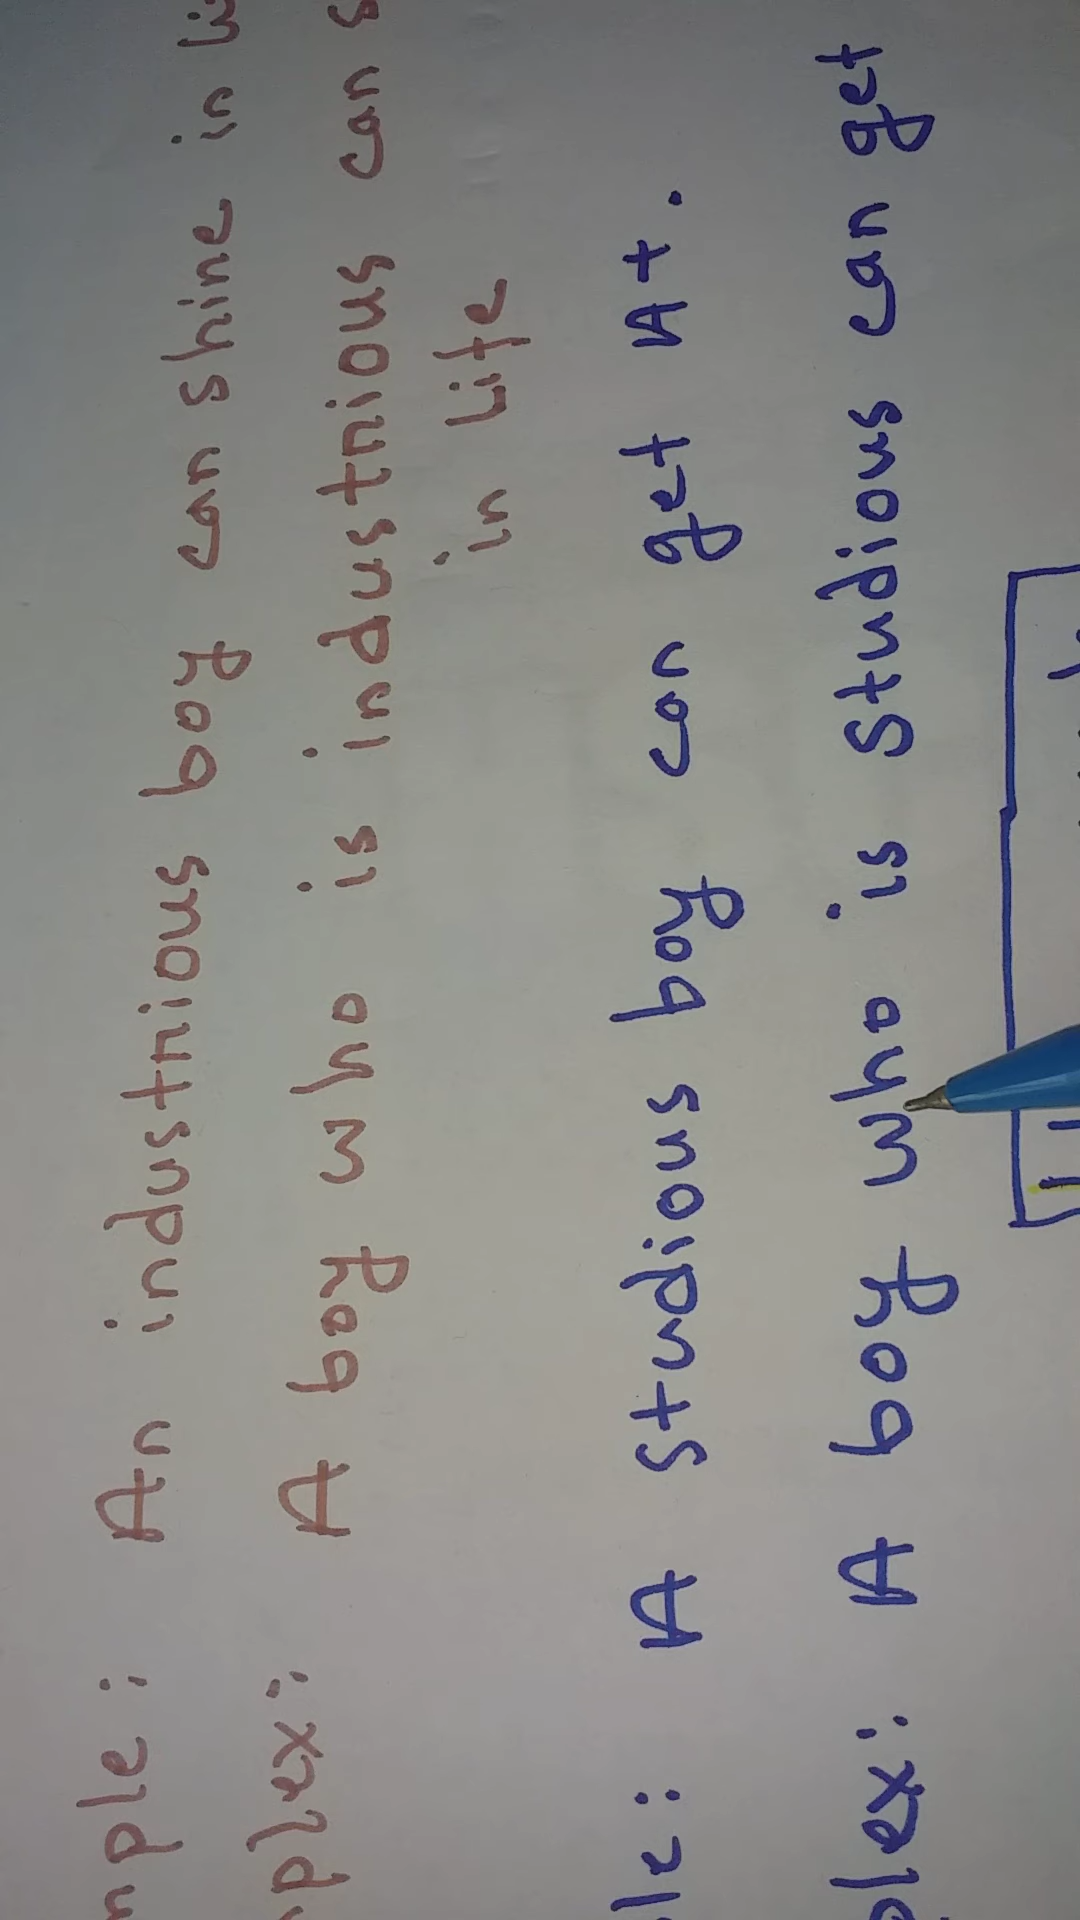 mple: An industrious boy can shine in li
mplex: A boy who is industrious can s
in life
le: A studious boy can get A+.
plex: A boy who is studious can get